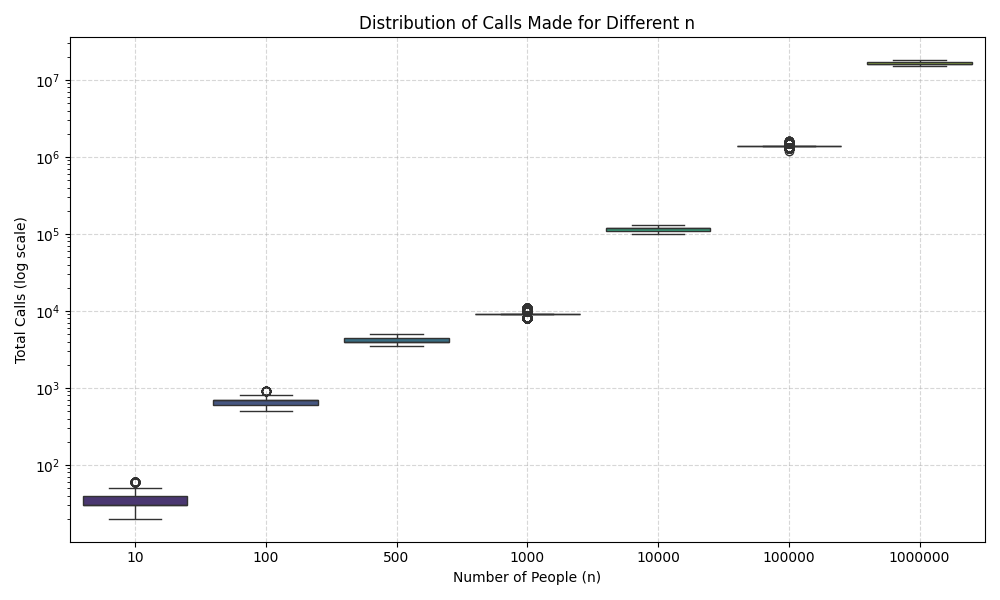 Distribution of Calls Made for Different n
Total Calls (log scale)
10⁷
10⁶
10⁵
10⁴
10³
10²
10 100 500 1000 10000 100000 1000000
Number of People (n)